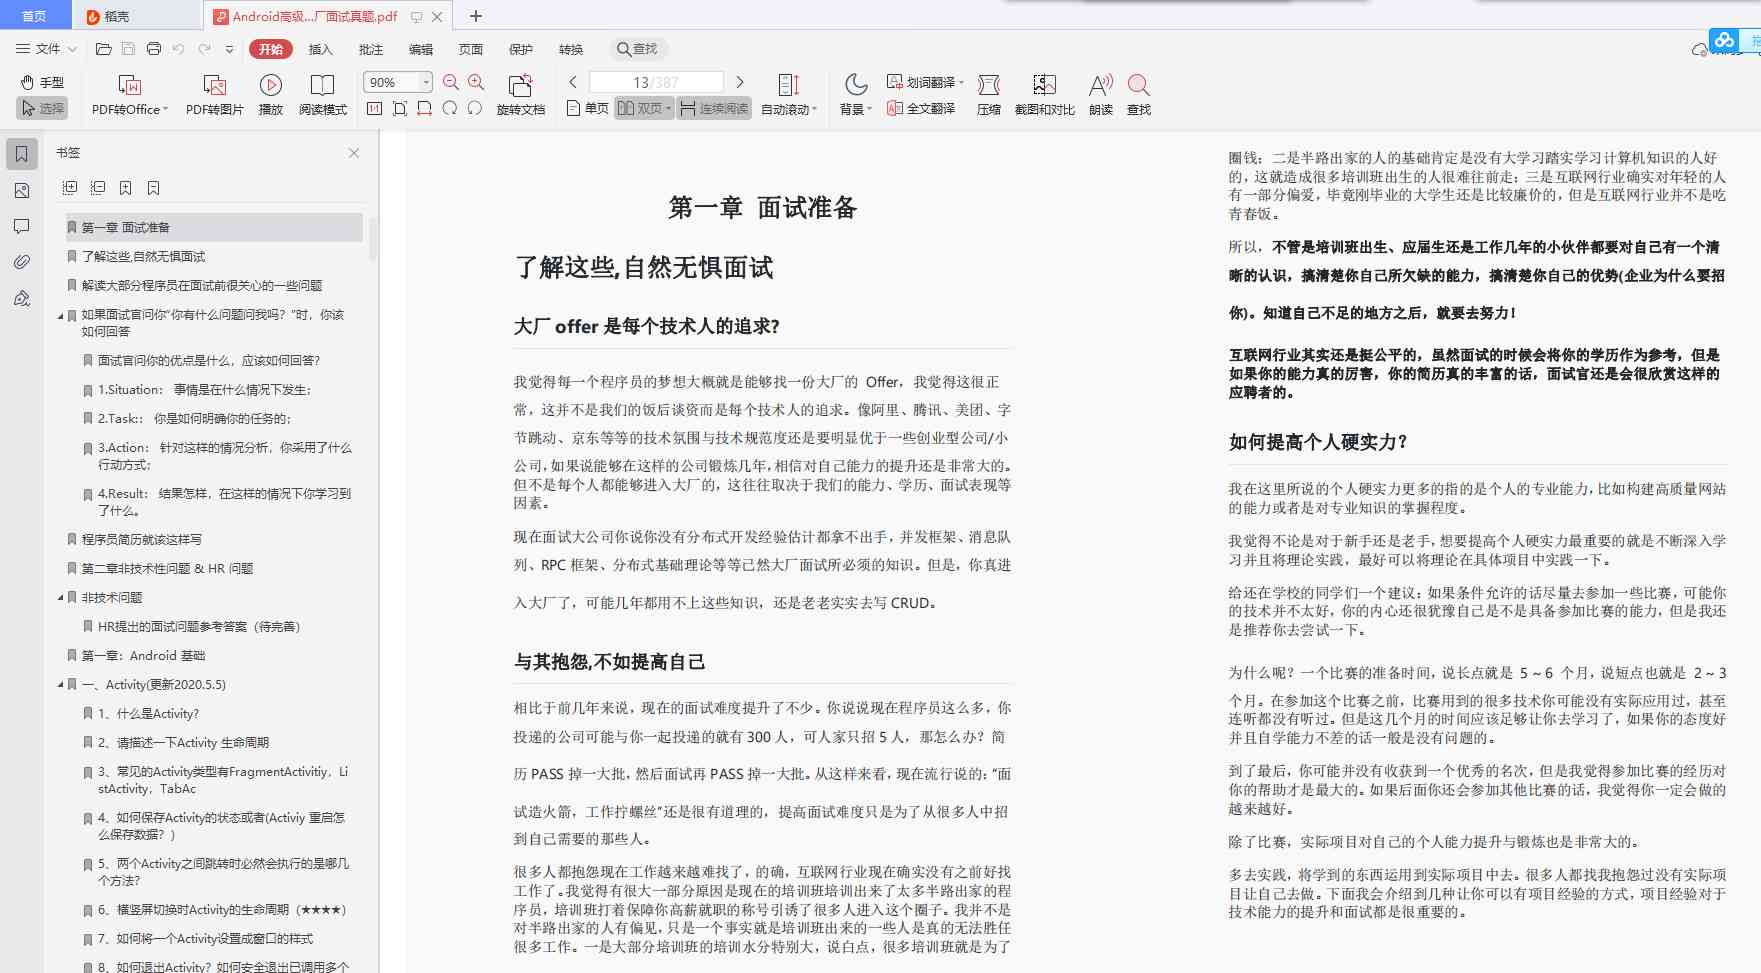 首页
稻壳
Android高级...厂面试真题.pdf
文件
开始 插入 批注 编辑 页面 保护 转换 查找
手型
选择
PDF转Office
PDF转图片
播放
阅读模式
90%
旋转文档
13/387
单页 双页 连续阅读
自动滚动
背景
划词翻译
全文翻译
压缩
截图和对比
朗读
查找
书签
第一章 面试准备
了解这些,自然无惧面试
解读大部分程序员在面试前很关心的一些问题
如果面试官问你“你有什么问题问我吗？”时，你该
如何回答
面试官问你的优点是什么，应该如何回答?
1.Situation： 事情是在什么情况下发生；
2.Task:： 你是如何明确你的任务的；
3.Action： 针对这样的情况分析，你采用了什么
行动方式；
4.Result： 结果怎样，在这样的情况下你学习到
了什么。
程序员简历就该这样写
第二章非技术性问题 & HR 问题
非技术问题
HR提出的面试问题参考答案（待完善）
第一章：Android 基础
一、Activity(更新2020.5.5)
1、什么是Activity?
2、请描述一下Activity 生命周期
3、常见的Activity类型有FragmentActivitiy，Li
stActivity，TabAc
4、如何保存Activity的状态或者(Activiy 重启怎
么保存数据？)
5、两个Activity之间跳转时必然会执行的是哪几
个方法？
6、横竖屏切换时Activity的生命周期（★★★★）
7、如何将一个Activity设置成窗口的样式
8、如何退出Activity？如何安全退出已调用多个
第一章 面试准备
了解这些,自然无惧面试
大厂 offer 是每个技术人的追求?
我觉得每一个程序员的梦想大概就是能够找一份大厂的 Offer，我觉得这很正
常，这并不是我们的饭后谈资而是每个技术人的追求。像阿里、腾讯、美团、字
节跳动、京东等等的技术氛围与技术规范度还是要明显优于一些创业型公司/小
公司，如果说能够在这样的公司锻炼几年，相信对自己能力的提升还是非常大的。
但不是每个人都能够进入大厂的，这往往取决于我们的能力、学历、面试表现等
因素。
现在面试大公司你说你没有分布式开发经验估计都拿不出手，并发框架、消息队
列、RPC 框架、分布式基础理论等等已然大厂面试所必须的知识。但是，你真进
入大厂了，可能几年都用不上这些知识，还是老老实实去写 CRUD。
与其抱怨,不如提高自己
相比于前几年来说，现在的面试难度提升了不少。你说说现在程序员这么多，你
投递的公司可能与你一起投递的就有 300 人，可人家只招 5 人，那怎么办？简
历 PASS 掉一大批，然后面试再 PASS 掉一大批。从这样来看，现在流行说的：“面
试造火箭，工作拧螺丝”还是很有道理的，提高面试难度只是为了从很多人中招
到自己需要的那些人。
很多人都抱怨现在工作越来越难找了，的确，互联网行业现在确实没有之前好找
工作了。我觉得有很大一部分原因是现在的培训班培训出来了太多半路出家的程
序员，培训班打着保障你高薪就职的称号引诱了很多人进入这个圈子。我并不是
对半路出家的人有偏见，只是一个事实就是培训班出来的一些人是真的无法胜任
很多工作。一是大部分培训班的培训水分特别大，说白点，很多培训班就是为了
圈钱；二是半路出家的人的基础肯定是没有大学习踏实学习计算机知识的人好
的，这就造成很多培训班出生的人很难往前走；三是互联网行业确实对年轻的人
有一部分偏爱，毕竟刚毕业的大学生还是比较廉价的，但是互联网行业并不是吃
青春饭。
所以，不管是培训班出生、应届生还是工作几年的小伙伴都要对自己有一个清
晰的认识，搞清楚你自己所欠缺的能力，搞清楚你自己的优势(企业为什么要招
你)。知道自己不足的地方之后，就要去努力！
互联网行业其实还是挺公平的，虽然面试的时候会将你的学历作为参考，但是
如果你的能力真的厉害，你的简历真的丰富的话，面试官还是会很欣赏这样的
应聘者的。
如何提高个人硬实力？
我在这里所说的个人硬实力更多的指的是个人的专业能力，比如构建高质量网站
的能力或者是对专业知识的掌握程度。
我觉得不论是对于新手还是老手，想要提高个人硬实力最重要的就是不断深入学
习并且将理论实践，最好可以将理论在具体项目中实践一下。
给还在学校的同学们一个建议：如果条件允许的话尽量去参加一些比赛，可能你
的技术并不太好，你的内心还很犹豫自己是不是具备参加比赛的能力，但是我还
是推荐你去尝试一下。
为什么呢？一个比赛的准备时间，说长点就是 5 ~ 6 个月，说短点也就是 2 ~ 3
个月。在参加这个比赛之前，比赛用到的很多技术你可能没有实际应用过，甚至
连听都没有听过。但是这几个月的时间应该足够让你去学习了，如果你的态度好
并且自学能力不差的话一般是没有问题的。
到了最后，你可能并没有收获到一个优秀的名次，但是我觉得参加比赛的经历对
你的帮助才是最大的。如果后面你还会参加其他比赛的话，我觉得你一定会做的
越来越好。
除了比赛，实际项目对自己的个人能力提升与锻炼也是非常大的。
多去实践，将学到的东西运用到实际项目中去。很多人都找我抱怨过没有实际项
目让自己去做。下面我会介绍到几种让你可以有项目经验的方式，项目经验对于
技术能力的提升和面试都是很重要的。